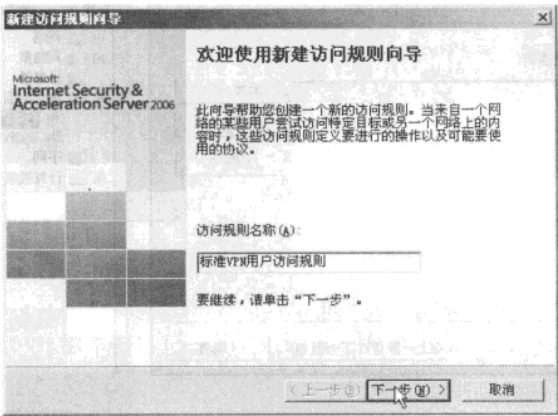 新建访问规则向导
欢迎使用新建访问规则向导
Microsoft
Internet Security &
Acceleration Server 2006
此向导帮助您创建一个新的访问规则。当来自一个网
络的某些用户尝试访问特定目标或另一个网络上的内
容时，这些访问规则定义要进行的操作以及可能要使
用的协议。
访问规则名称(A):
标准VPN用户访问规则
要继续，请单击“下一步”。
< 上一步(B)
下一步(N) >
取消